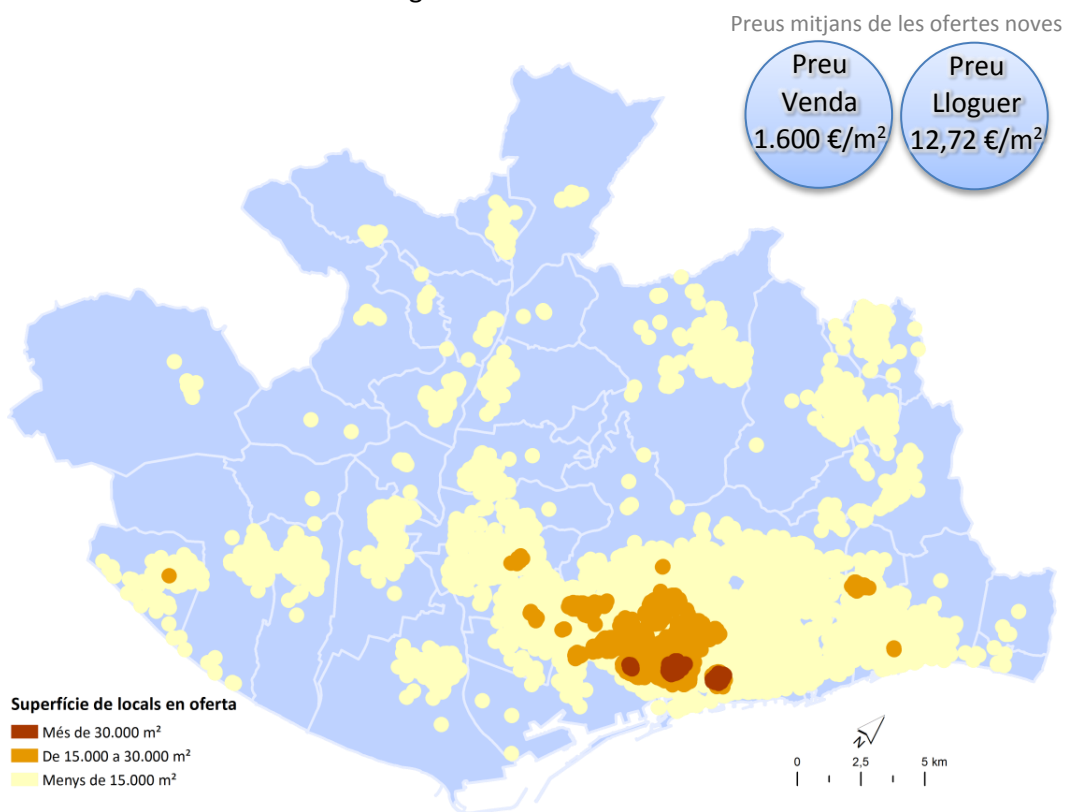 Preus mitjans de les ofertes noves
Preu
Venda
1.600 €/m²
Preu
Lloguer
12,72 €/m²
Superfície de locals en oferta
Més de 30.000 m²
De 15.000 a 30.000 m²
Menys de 15.000 m²
N
0 2,5 5 km